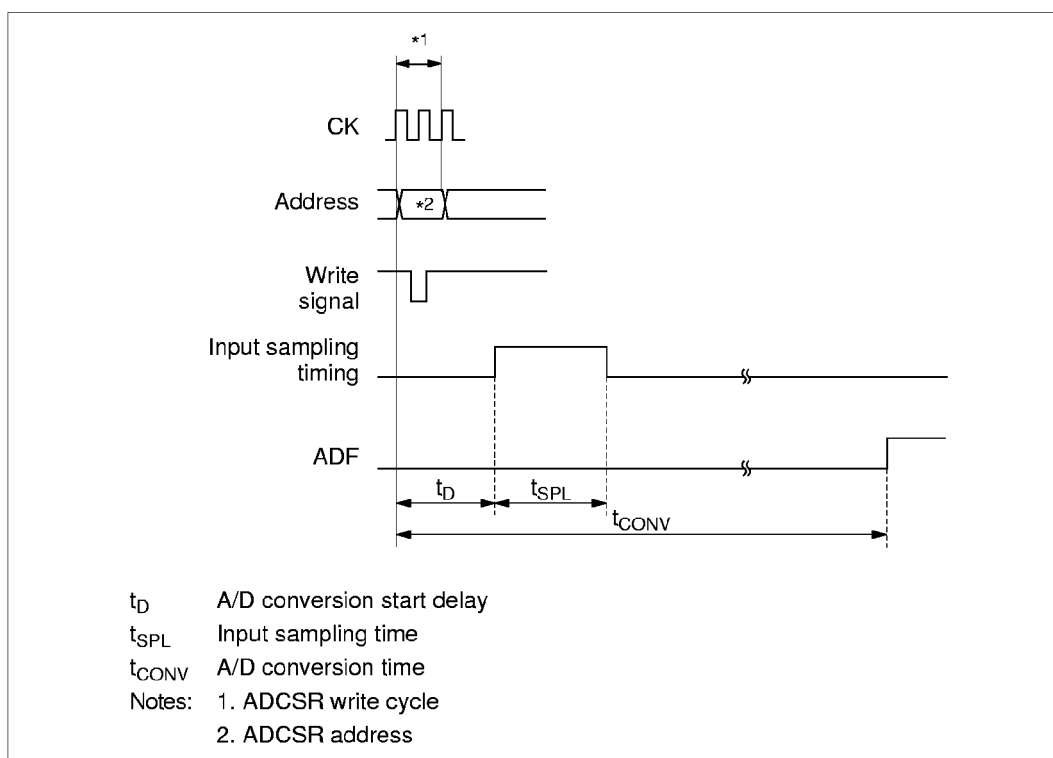 *1
CK
Address
*2
Write
signal
Input sampling
timing
ADF
tD
tSPL
tCONV
tD A/D conversion start delay
tSPL Input sampling time
tCONV A/D conversion time
Notes: 1. ADCSR write cycle
2. ADCSR address